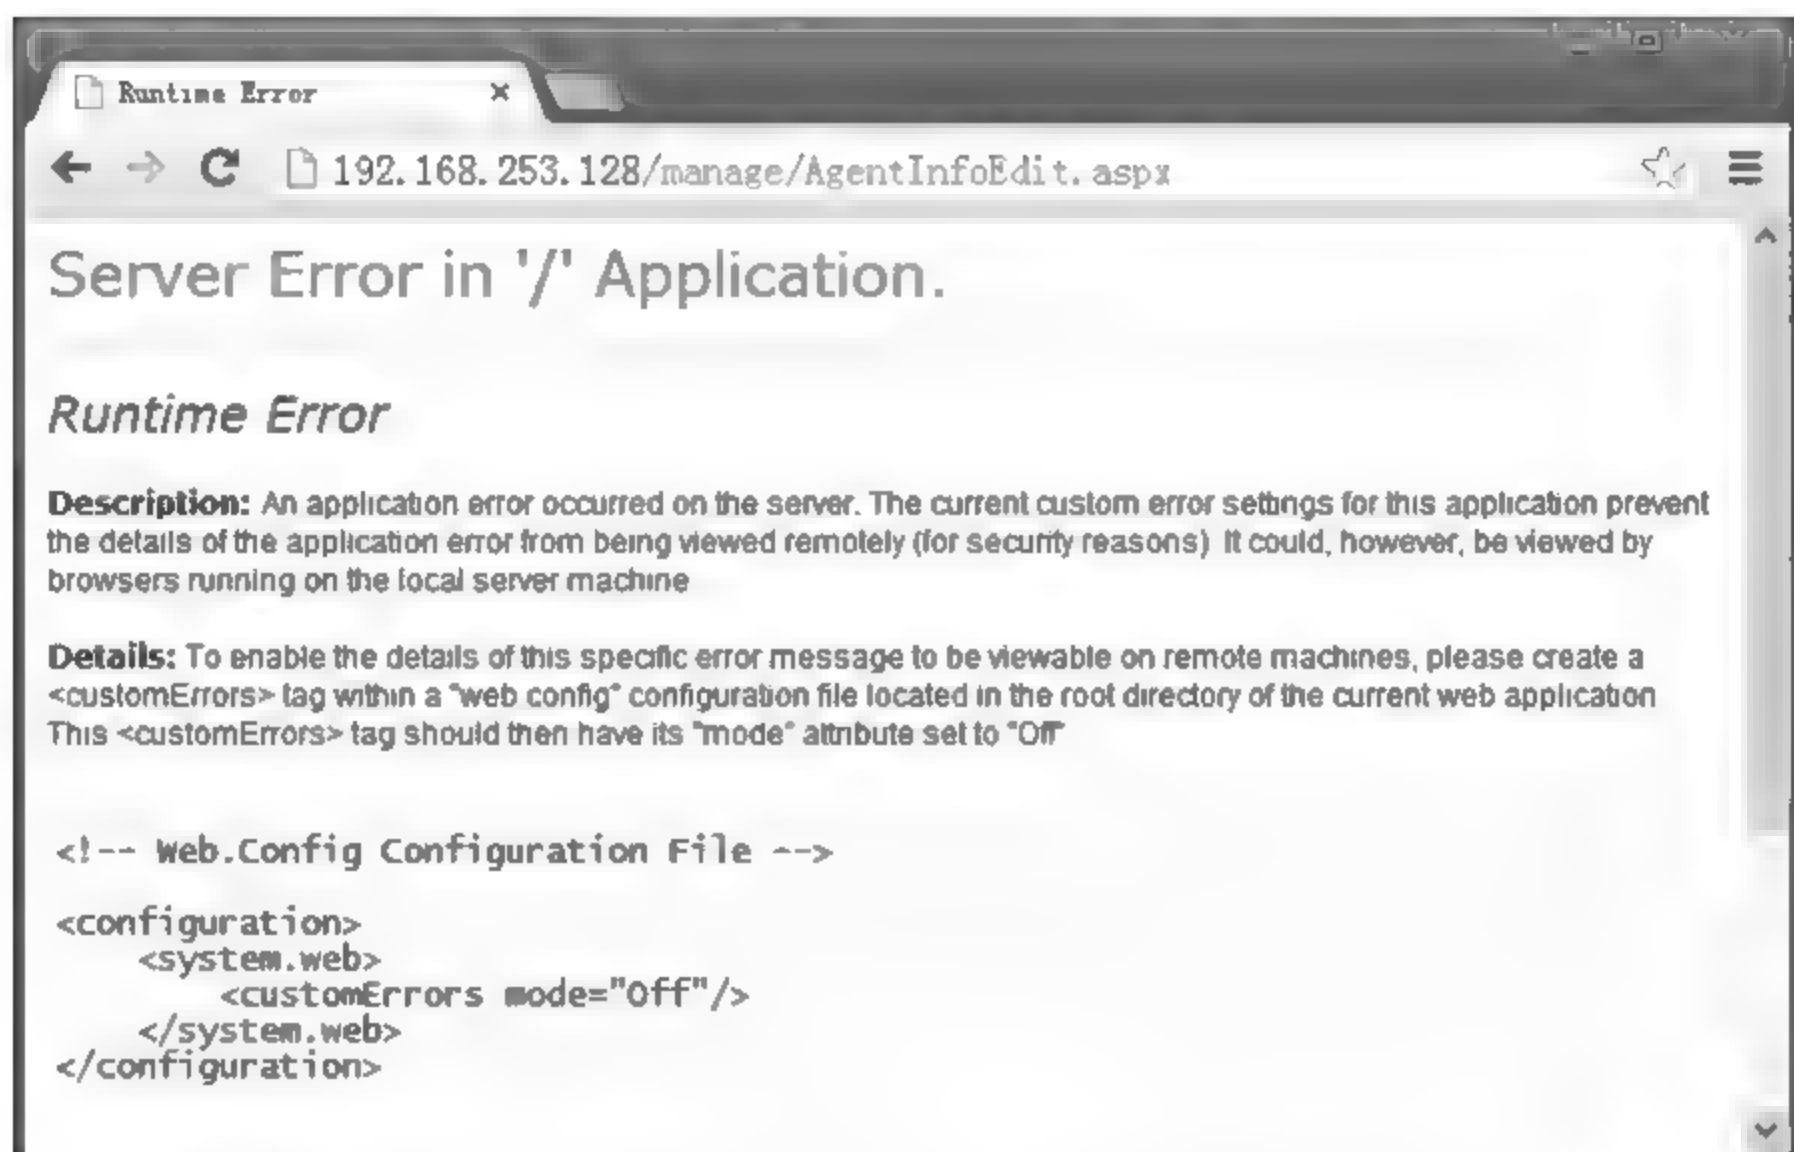 Runtime Error
192.168.253.128/manage/AgentInfoEdit.aspx
Server Error in '/' Application.
Runtime Error
Description: An application error occurred on the server. The current custom error settings for this application prevent
the details of the application error from being viewed remotely (for security reasons) It could, however, be viewed by
browsers running on the local server machine
Details: To enable the details of this specific error message to be viewable on remote machines, please create a
<customErrors> tag within a "web config" configuration file located in the root directory of the current web application
This <customErrors> tag should then have its "mode" attribute set to "Off"
<!-- Web.Config Configuration File -->
<configuration>
<system.web>
<customErrors mode="Off"/>
</system.web>
</configuration>